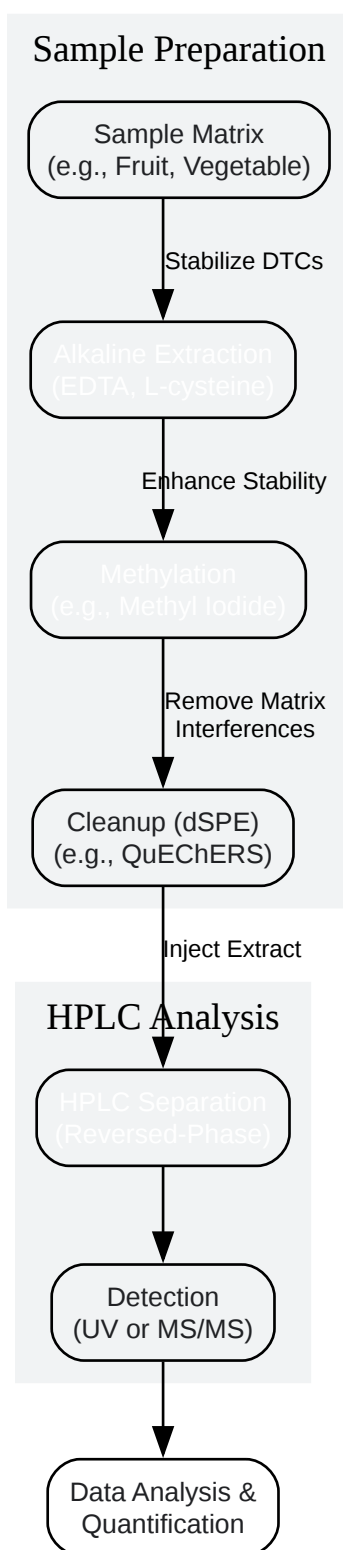 Sample Preparation
Sample Matrix
(e.g., Fruit, Vegetable)
Stabilize DTCs
Alkaline Extraction
(EDTA, L-cysteine)
Enhance Stability
Methylation
(e.g., Methyl Iodide)
Remove Matrix
Interferences
Cleanup (dSPE)
(e.g., QuEChERS)
Inject Extract
HPLC Analysis
HPLC Separation
(Reversed-Phase)
Detection
(UV or MS/MS)
Data Analysis &
Quantification